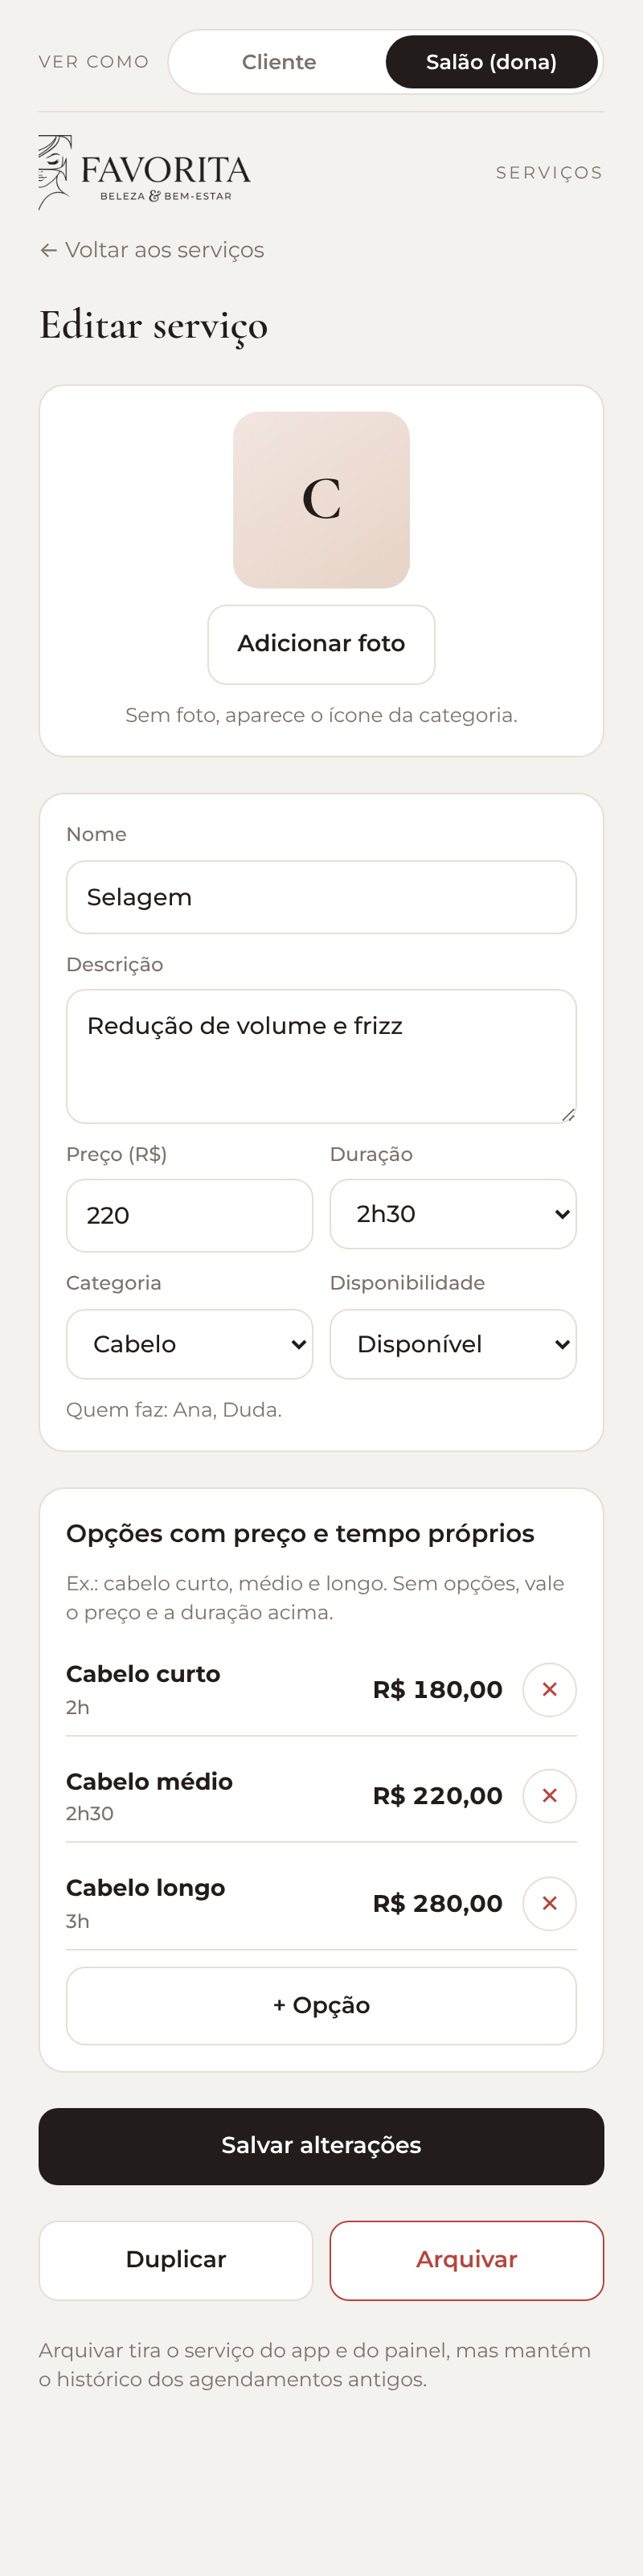 VER COMO
Cliente
Salão (dona)
FAVORITA
BELEZA & BEM-ESTAR
SERVIÇOS
← Voltar aos serviços
Editar serviço
C
Adicionar foto
Sem foto, aparece o ícone da categoria.
Nome
Selagem
Descrição
Redução de volume e frizz
Preço (R$)
Duração
220
2h30
Categoria
Disponibilidade
Cabelo
Disponível
Quem faz: Ana, Duda.
Opções com preço e tempo próprios
Ex.: cabelo curto, médio e longo. Sem opções, vale
o preço e a duração acima.
Cabelo curto
2h
R$ 180,00
✕
Cabelo médio
2h30
R$ 220,00
✕
Cabelo longo
3h
R$ 280,00
✕
+ Opção
Salvar alterações
Duplicar
Arquivar
Arquivar tira o serviço do app e do painel, mas mantém
o histórico dos agendamentos antigos.